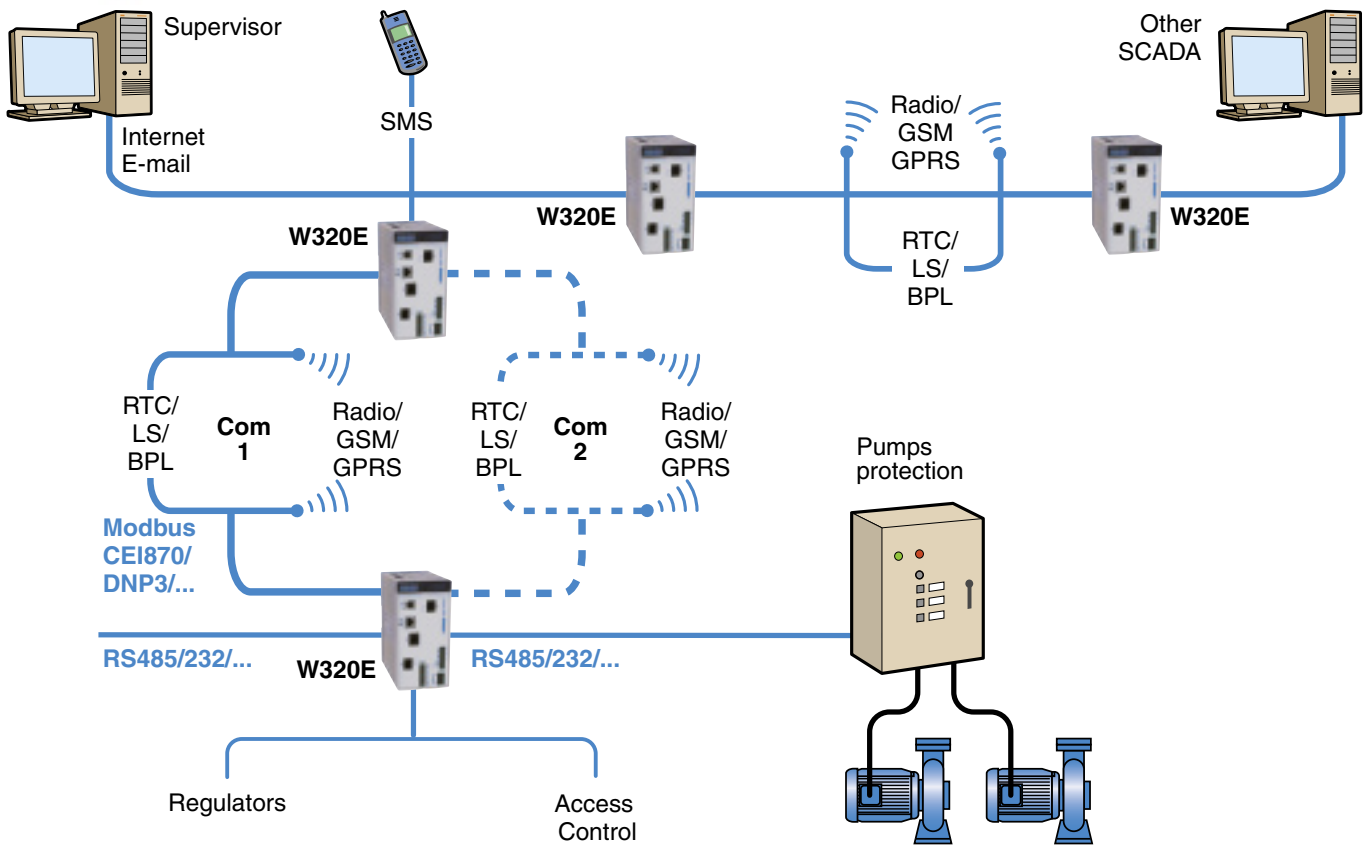 Supervisor
Other
SCADA
Internet
E-mail
SMS
Radio/
GSM
GPRS
W320E
W320E
W320E
RTC/
LS/
BPL
RTC/
LS/
BPL
Com
1
Radio/
GSM/
GPRS
RTC/
LS/
BPL
Com
2
Radio/
GSM/
GPRS
Pumps
protection
Modbus
CEI870/
DNP3/...
RS485/232/...
W320E
RS485/232/...
Regulators
Access
Control